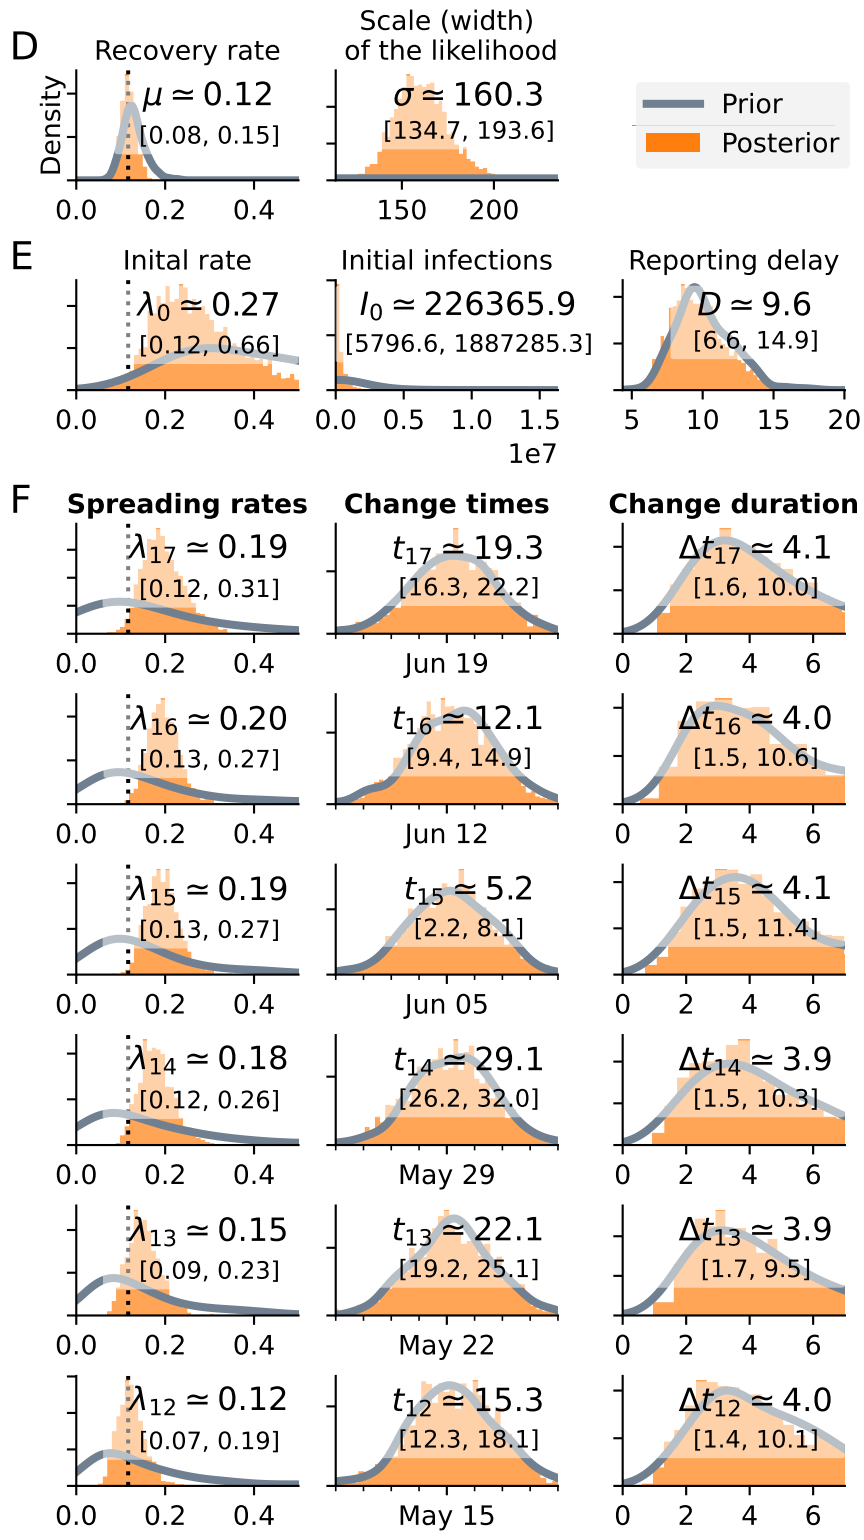 D
Recovery rate
Scale (width)
of the likelihood
Density
μ ≃ 0.12
[0.08, 0.15]
0.0 0.2 0.4
σ ≃ 160.3
[134.7, 193.6]
150 200
Prior
Posterior
E
Inital rate
λ0 ≃ 0.27
[0.12, 0.66]
0.0 0.2 0.4
Initial infections
I0 ≃ 226365.9
[5796.6, 1887285.3]
0.0 0.5 1.0 1.5
1e7
Reporting delay
D ≃ 9.6
[6.6, 14.9]
5 10 15 20
F
Spreading rates
Change times
Change duration
λ17 ≃ 0.19
[0.12, 0.31]
0.0 0.2 0.4
t17 ≃ 19.3
[16.3, 22.2]
Jun 19
Δt17 ≃ 4.1
[1.6, 10.0]
0 2 4 6
λ16 ≃ 0.20
[0.13, 0.27]
0.0 0.2 0.4
t16 ≃ 12.1
[9.4, 14.9]
Jun 12
Δt16 ≃ 4.0
[1.5, 10.6]
0 2 4 6
λ15 ≃ 0.19
[0.13, 0.27]
0.0 0.2 0.4
t15 ≃ 5.2
[2.2, 8.1]
Jun 05
Δt15 ≃ 4.1
[1.5, 11.4]
0 2 4 6
λ14 ≃ 0.18
[0.12, 0.26]
0.0 0.2 0.4
t14 ≃ 29.1
[26.2, 32.0]
May 29
Δt14 ≃ 3.9
[1.5, 10.3]
0 2 4 6
λ13 ≃ 0.15
[0.09, 0.23]
0.0 0.2 0.4
t13 ≃ 22.1
[19.2, 25.1]
May 22
Δt13 ≃ 3.9
[1.7, 9.5]
0 2 4 6
λ12 ≃ 0.12
[0.07, 0.19]
0.0 0.2 0.4
t12 ≃ 15.3
[12.3, 18.1]
May 15
Δt12 ≃ 4.0
[1.4, 10.1]
0 2 4 6